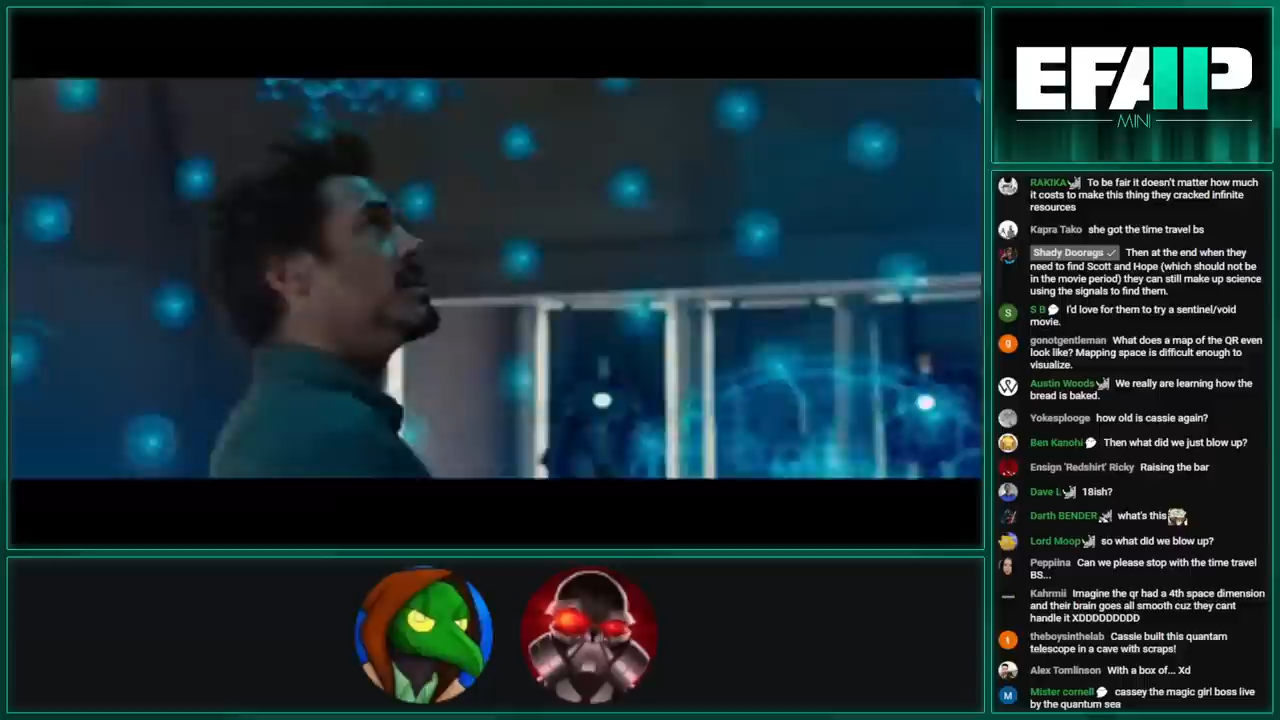 EFAP
MINI
RAKIKA To be fair it doesn't matter how much
it costs to make this thing they cracked infinite
resources
Kapra Tako she got the time travel bs
Shady Doorags Then at the end when they
need to find Scott and Hope (which should not be
in the movie period) they can still make up science
using the signals to find them.
S B I'd love for them to try a sentinel/void
movie.
gonotgentleman What does a map of the QR even
look like? Mapping space is difficult enough to
visualize.
Austin Woods We really are learning how the
bread is baked.
Yokesplooge how old is cassie again?
Ben Kanohi Then what did we just blow up?
Ensign 'Redshirt' Ricky Raising the bar
Dave L 18ish?
Darth BENDER what's this
Lord Moop so what did we blow up?
Peppiina Can we please stop with the time travel
BS...
Kahrmii Imagine the qr had a 4th space dimension
and their brain goes all smooth cuz they cant
handle it XDDDDDDDDD
theboysinthelab Cassie built this quantam
telescope in a cave with scraps!
Alex Tomlinson With a box of... Xd
Mister cornell cassey the magic girl boss live
by the quantum sea
S
g
t
M